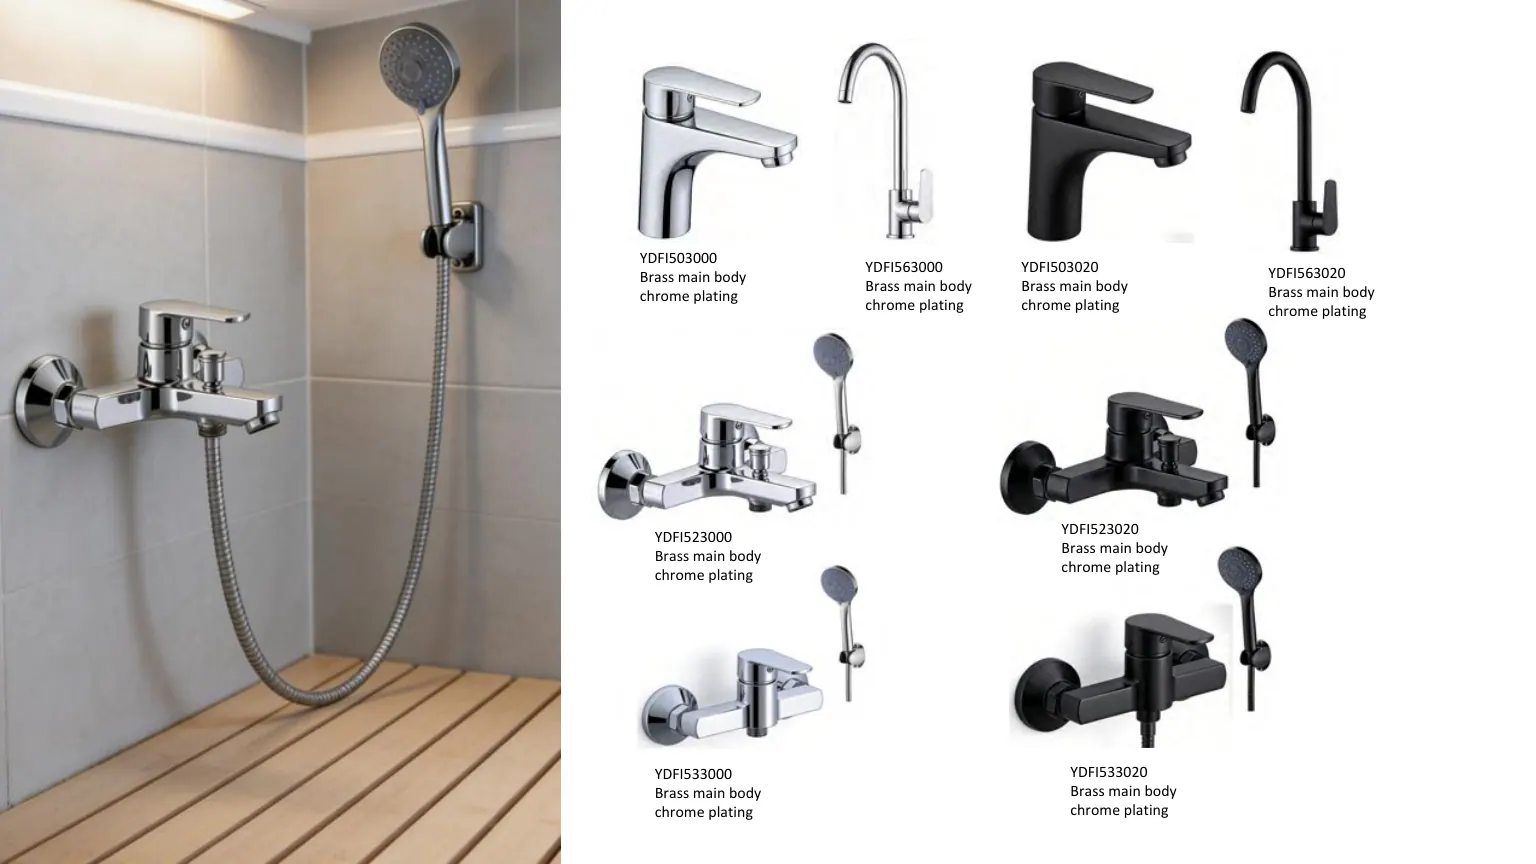 YDFI503000
Brass main body
chrome plating
YDFI563000
Brass main body
chrome plating
YDFI503020
Brass main body
chrome plating
YDFI563020
Brass main body
chrome plating
YDFI523000
Brass main body
chrome plating
YDFI523020
Brass main body
chrome plating
YDFI533000
Brass main body
chrome plating
YDFI533020
Brass main body
chrome plating